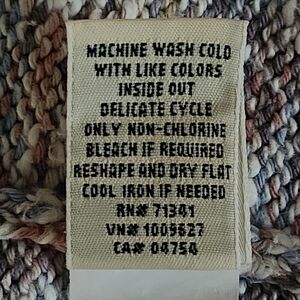 MACHINE WASH COLD
WITH LIKE COLORS
INSIDE OUT
DELICATE CYCLE
ONLY NON-CHLORINE
BLEACH IF REQUIRED
RESHAPE AND DRY FLAT
COOL IRON IF NEEDED
RN# 71341
VN# 1009627
CA# 04754